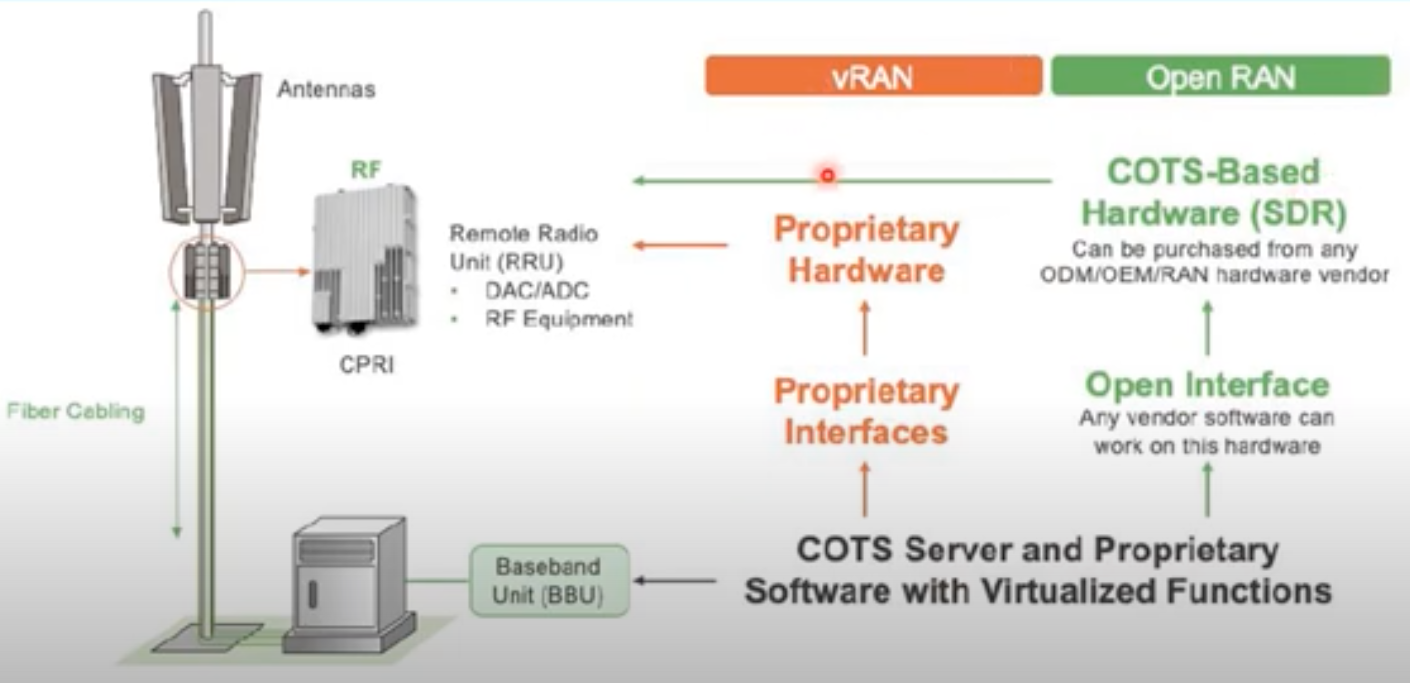 vRAN
Open RAN
Antennas
RF
Remote Radio
Unit (RRU)
• DAC/ADC
• RF Equipment
CPRI
Fiber Cabling
Baseband
Unit (BBU)
Proprietary
Hardware
Proprietary
Interfaces
COTS-Based
Hardware (SDR)
Can be purchased from any
ODM/OEM/RAN hardware vendor
Open Interface
Any vendor software can
work on this hardware
COTS Server and Proprietary
Software with Virtualized Functions